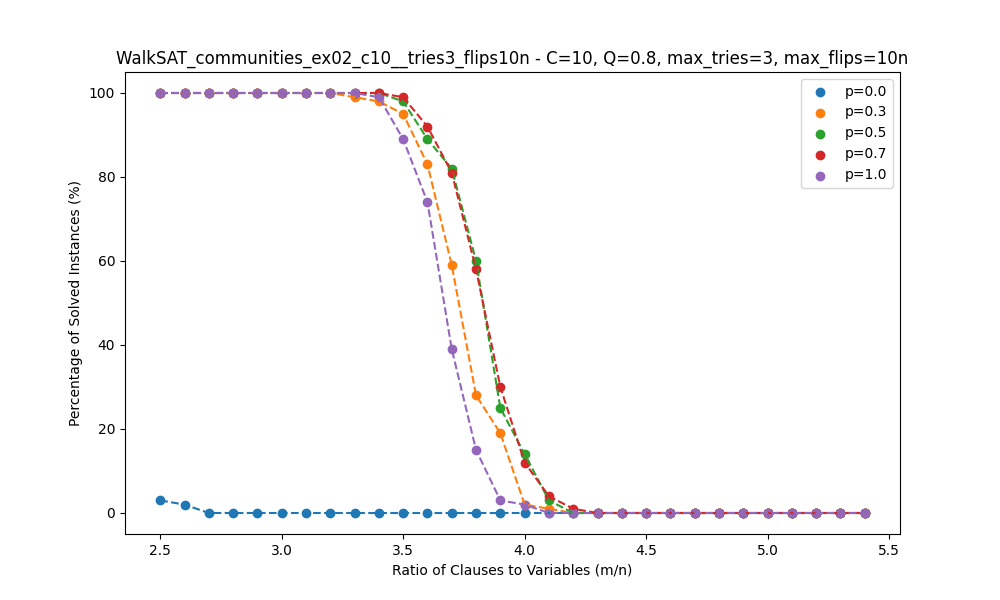 WalkSAT_communities_ex02_c10__tries3_flips10n - C=10, Q=0.8, max_tries=3, max_flips=10n
100
80
60
40
20
0
Percentage of Solved Instances (%)
p=0.0
p=0.3
p=0.5
p=0.7
p=1.0
2.5 3.0 3.5 4.0 4.5 5.0 5.5
Ratio of Clauses to Variables (m/n)